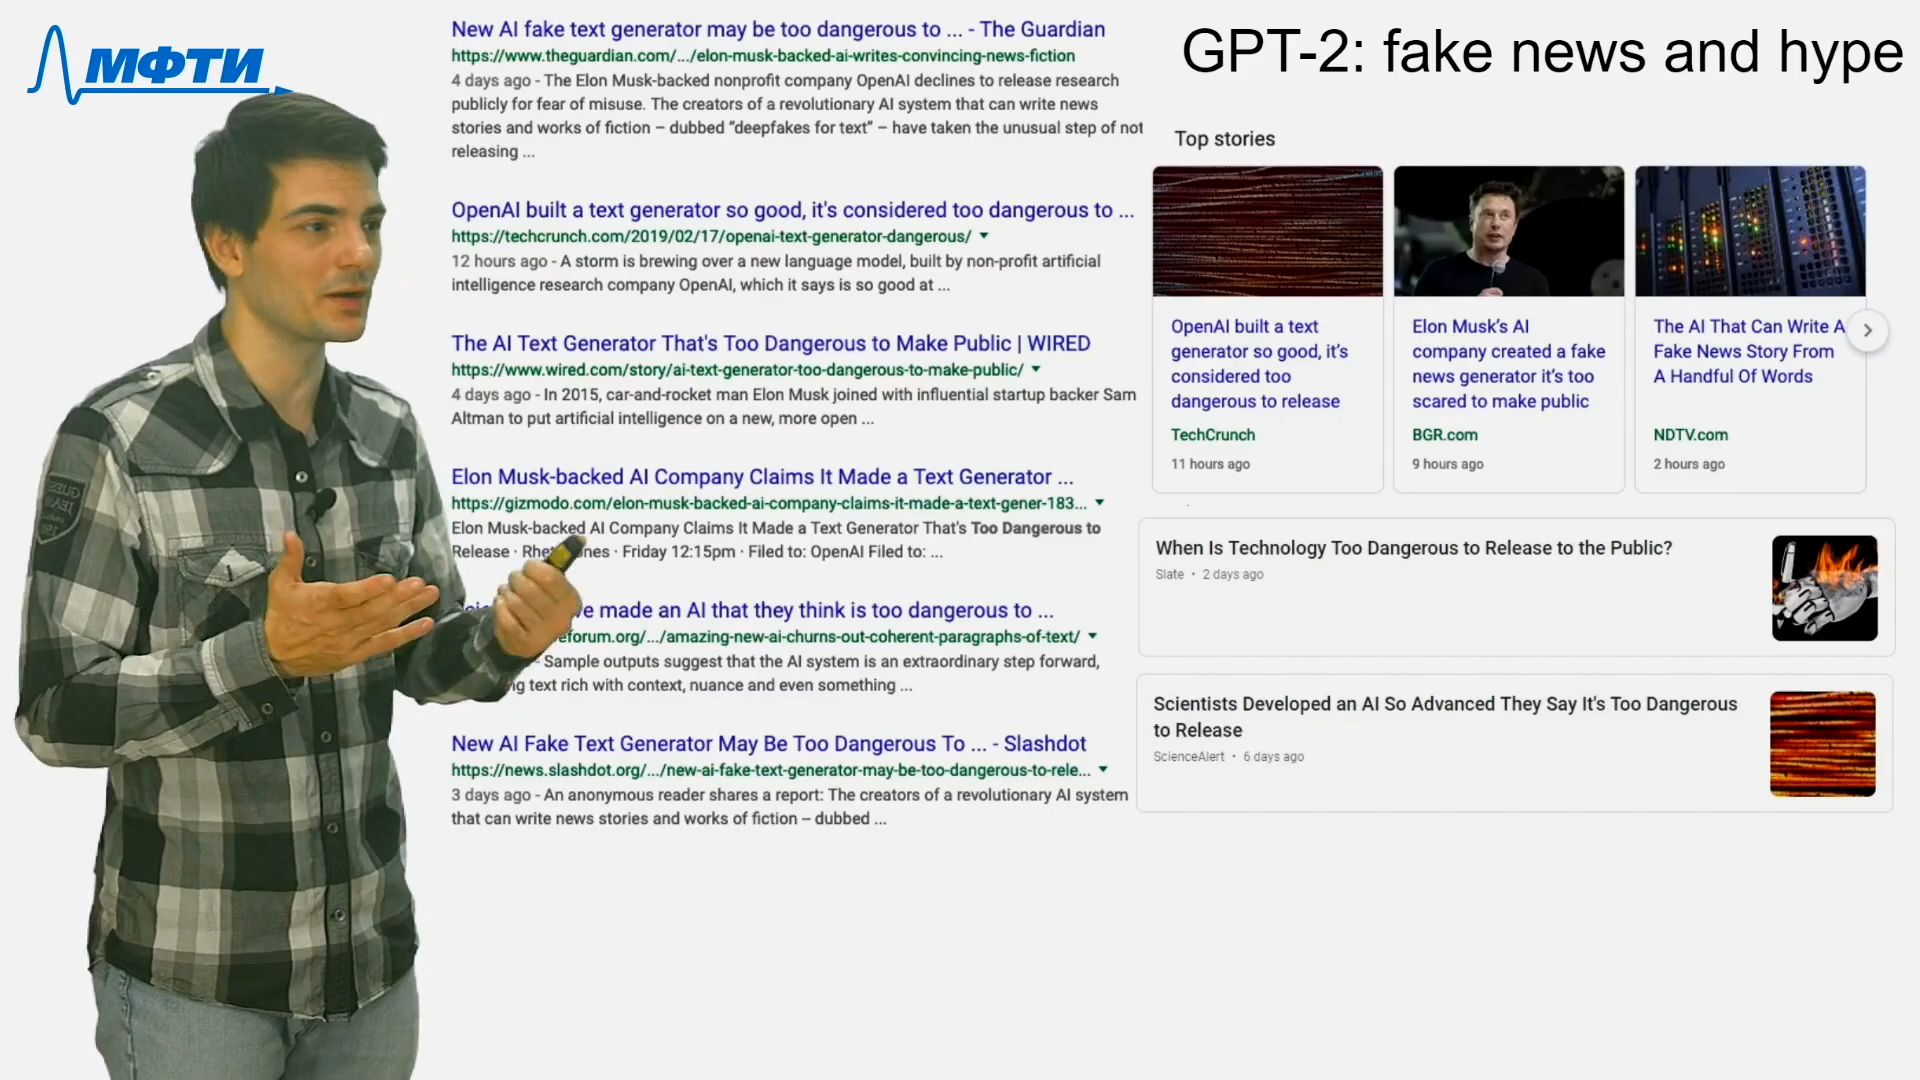 МФТИ
New AI fake text generator may be too dangerous to ... - The Guardian
https://www.theguardian.com/.../elon-musk-backed-ai-writes-convincing-news-fiction
4 days ago - The Elon Musk-backed nonprofit company OpenAI declines to release research
publicly for fear of misuse. The creators of a revolutionary AI system that can write news
stories and works of fiction – dubbed “deepfakes for text” – have taken the unusual step of not
releasing ...
OpenAI built a text generator so good, it's considered too dangerous to ...
https://techcrunch.com/2019/02/17/openai-text-generator-dangerous/
12 hours ago - A storm is brewing over a new language model, built by non-profit artificial
intelligence research company OpenAI, which it says is so good at ...
The AI Text Generator That's Too Dangerous to Make Public | WIRED
https://www.wired.com/story/ai-text-generator-too-dangerous-to-make-public/
4 days ago - In 2015, car-and-rocket man Elon Musk joined with influential startup backer Sam
Altman to put artificial intelligence on a new, more open ...
Elon Musk-backed AI Company Claims It Made a Text Generator ...
https://gizmodo.com/elon-musk-backed-ai-company-claims-it-made-a-text-gener-183...
Elon Musk-backed AI Company Claims It Made a Text Generator That's Too Dangerous to
Release · Friday 12:15pm · Filed to: OpenAI Filed to: ...
made an AI that they think is too dangerous to ...
eforum.org/.../amazing-new-ai-churns-out-coherent-paragraphs-of-text/
- Sample outputs suggest that the AI system is an extraordinary step forward,
text rich with context, nuance and even something ...
New AI Fake Text Generator May Be Too Dangerous To ... - Slashdot
https://news.slashdot.org/.../new-ai-fake-text-generator-may-be-too-dangerous-to-rele...
3 days ago - An anonymous reader shares a report: The creators of a revolutionary AI system
that can write news stories and works of fiction – dubbed ...
GPT-2: fake news and hype
Top stories
OpenAI built a text
generator so good, it’s
considered too
dangerous to release
TechCrunch
11 hours ago
Elon Musk’s AI
company created a fake
news generator it’s too
scared to make public
BGR.com
9 hours ago
The AI That Can Write A
Fake News Story From
A Handful Of Words
NDTV.com
2 hours ago
When Is Technology Too Dangerous to Release to the Public?
Slate • 2 days ago
Scientists Developed an AI So Advanced They Say It's Too Dangerous
to Release
ScienceAlert • 6 days ago